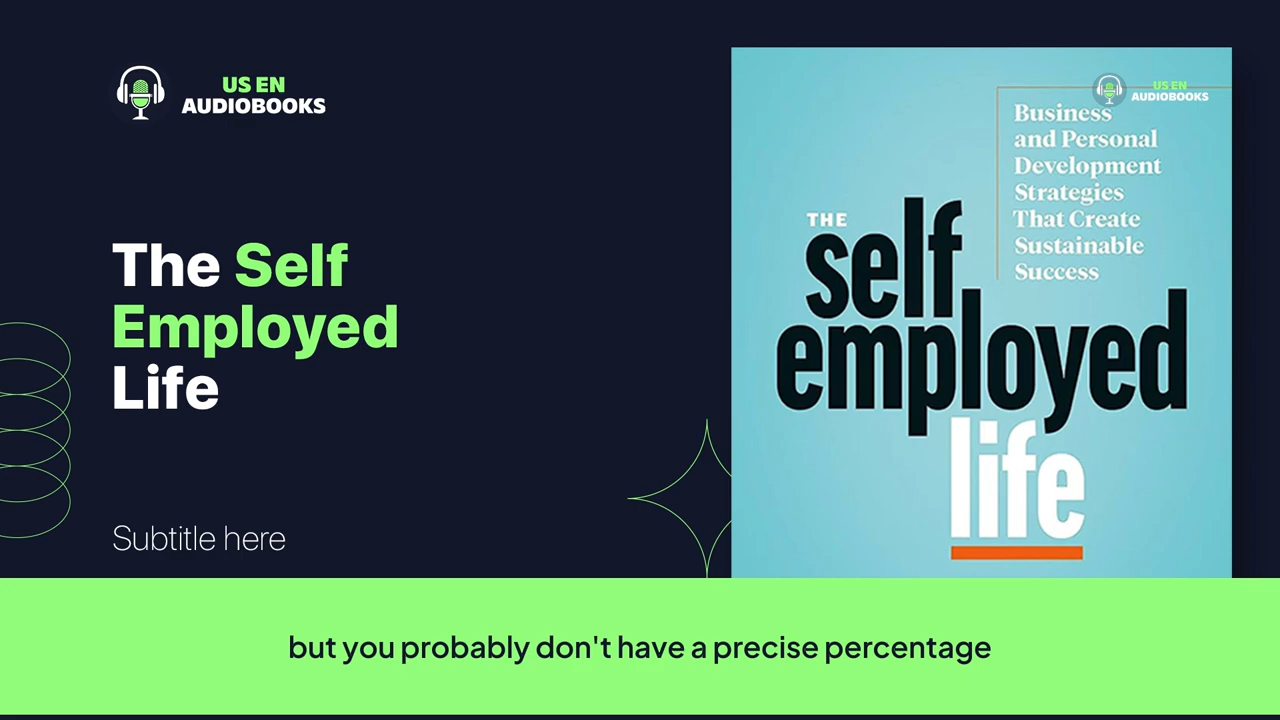 US EN
AUDIOBOOKS
The Self
Employed
Life
Subtitle here
US EN
AUDIOBOOKS
Business
and Personal
Development
Strategies
That Create
Sustainable
Success
THE
self
employed
life
but you probably don't have a precise percentage